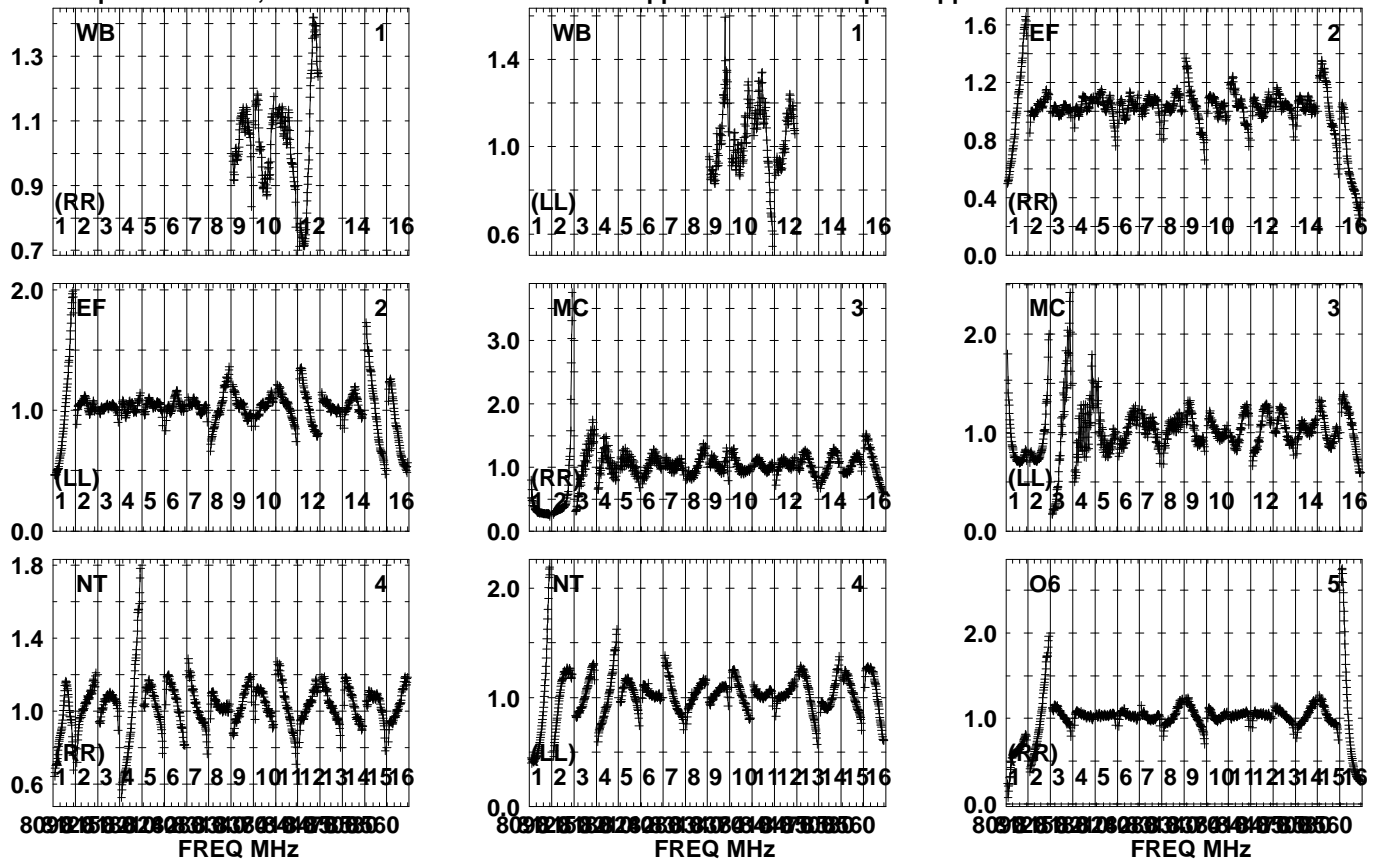 WB 1
1.3
1.1
0.9
0.7
(RR)
1 2 3 4 5 6 7 8 9 10 12 14 16
WB 1
1.4
1.0
0.6
(LL)
1 2 3 4 5 6 7 8 9 10 12 14 16
EF 2
1.6
1.2
0.8
0.4
0.0
(RR)
1 2 3 4 5 6 7 8 9 10 12 14 16
EF 2
2.0
1.0
0.0
(LL)
1 2 3 4 5 6 7 8 9 10 12 14 16
MC 3
3.0
2.0
1.0
0.0
(RR)
1 2 3 4 5 6 7 8 9 10 12 14 16
MC 3
2.0
1.0
0.0
(LL)
1 2 3 4 5 6 7 8 9 10 12 14 16
NT 4
1.8
1.4
1.0
0.6
(RR)
1 2 3 4 5 6 7 8 9 10 11 12 13 15 16
FREQ MHz
NT 4
2.0
1.0
0.0
(LL)
1 2 3 4 5 6 7 8 9 10 11 12 13 14 15 16
FREQ MHz
O6 5
2.0
1.0
0.0
(RR)
1 2 3 4 5 6 7 8 9 10 11 12 13 14 15 16
FREQ MHz